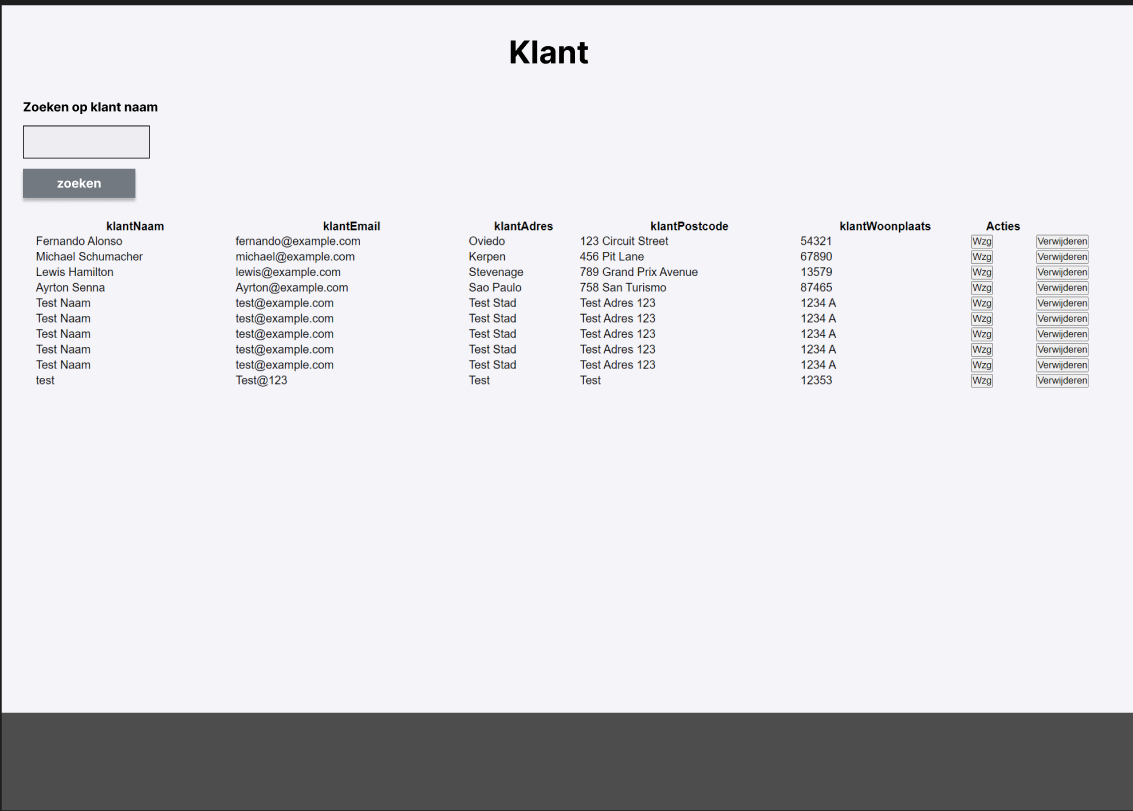 Klant
Zoeken op klant naam
zoeken
klantNaam klantEmail klantAdres klantPostcode klantWoonplaats Acties
Fernando Alonso fernando@example.com Oviedo 123 Circuit Street 54321 Wzg Verwijderen
Michael Schumacher michael@example.com Kerpen 456 Pit Lane 67890 Wzg Verwijderen
Lewis Hamilton lewis@example.com Stevenage 789 Grand Prix Avenue 13579 Wzg Verwijderen
Ayrton Senna Ayrton@example.com Sao Paulo 758 San Turismo 87465 Wzg Verwijderen
Test Naam test@example.com Test Stad Test Adres 123 1234 A Wzg Verwijderen
Test Naam test@example.com Test Stad Test Adres 123 1234 A Wzg Verwijderen
Test Naam test@example.com Test Stad Test Adres 123 1234 A Wzg Verwijderen
Test Naam test@example.com Test Stad Test Adres 123 1234 A Wzg Verwijderen
Test Naam test@example.com Test Stad Test Adres 123 1234 A Wzg Verwijderen
test Test@123 Test Test 12353 Wzg Verwijderen